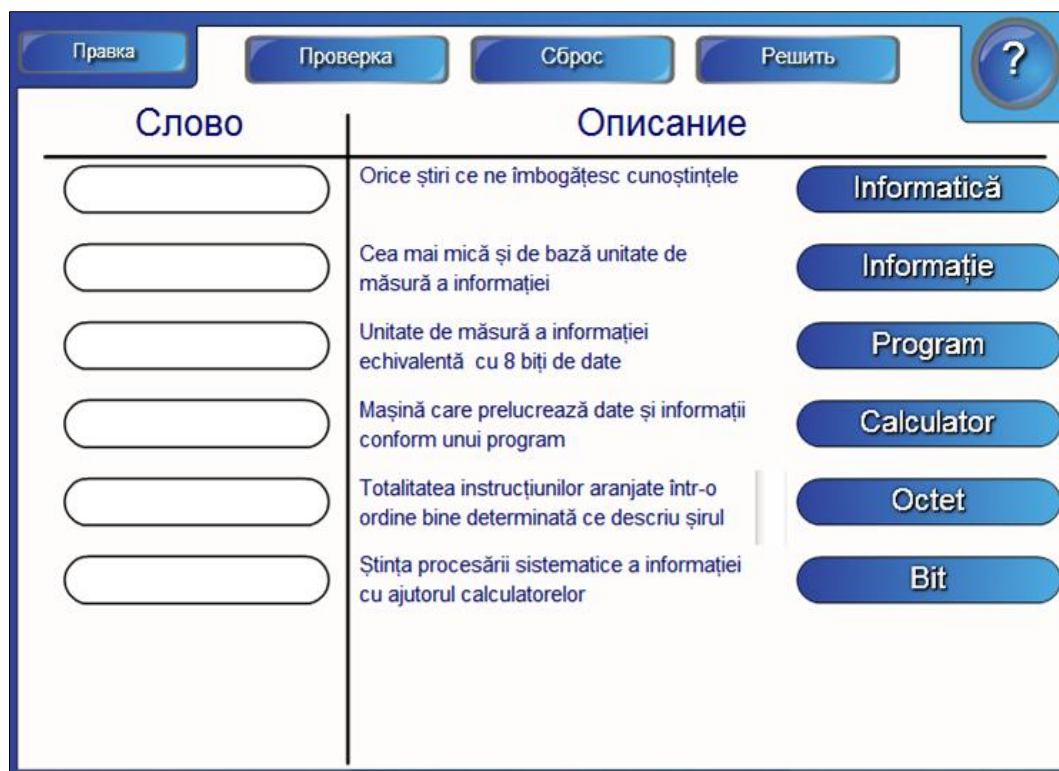 Правка
Проверка
Сброс
Решить
?
Слово
Описание
Orice știri ce ne îmbogățesc cunoștințele
Informatică
Cea mai mică și de bază unitate de
măsură a informației
Informație
Unitate de măsură a informației
echivalentă cu 8 biți de date
Program
Mașină care prelucrează date și informații
conform unui program
Calculator
Totalitatea instrucțiunilor aranjate într-o
ordine bine determinată ce descriu șirul
Octet
Ștința procesării sistematice a informației
cu ajutorul calculatorelor
Bit